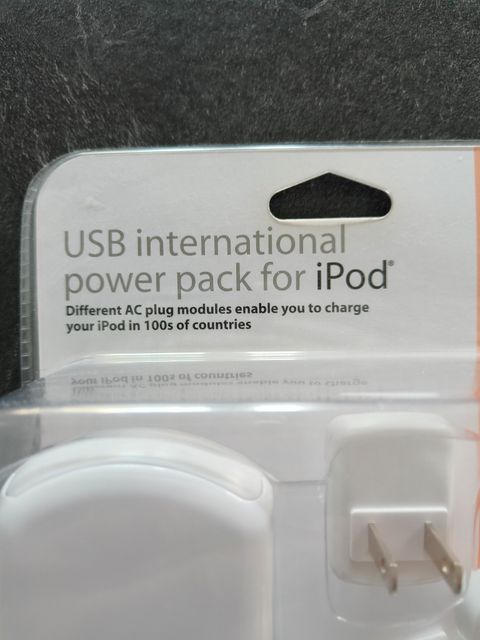 USB international
power pack for iPod®
Different AC plug modules enable you to charge
your iPod in 100s of countries